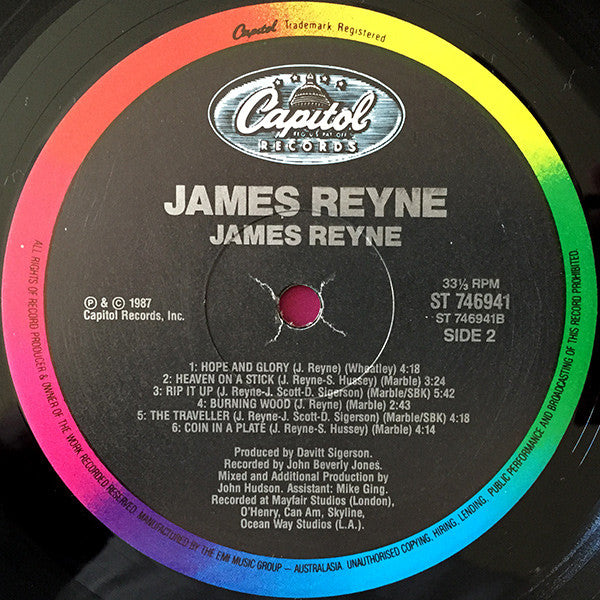 Capitol Trademark Registered
Capitol
REG. U.S. PAT. OFF.
RECORDS
JAMES REYNE
JAMES REYNE
℗ & © 1987
Capitol Records, Inc.
33⅓ RPM
ST 746941
ST 746941B
SIDE 2
1: HOPE AND GLORY (J. Reyne) (Wheatley) 4:18
2: HEAVEN ON A STICK (J. Reyne-S. Hussey) (Marble) 3:24
3: RIP IT UP (J. Reyne-J. Scott-D. Sigerson) (Marble/SBK) 5:42
4: BURNING WOOD (J. Reyne) (Marble) 2:43
5: THE TRAVELLER (J. Reyne-J. Scott-D. Sigerson) (Marble/SBK) 4:18
6: COIN IN A PLATE (J. Reyne-S. Hussey) (Marble) 4:14
Produced by Davitt Sigerson.
Recorded by John Beverly Jones.
Mixed and Additional Production by
John Hudson. Assistant: Mike Ging.
Recorded at Mayfair Studios (London),
O'Henry, Can Am, Skyline,
Ocean Way Studios (L.A.).
ALL RIGHTS OF RECORD PRODUCER & OWNER OF THE WORK RECORDED RESERVED. MANUFACTURED BY THE EMI MUSIC GROUP – AUSTRALASIA. UNAUTHORISED COPYING, HIRING, LENDING, PUBLIC PERFORMANCE AND BROADCASTING OF THIS RECORD PROHIBITED.